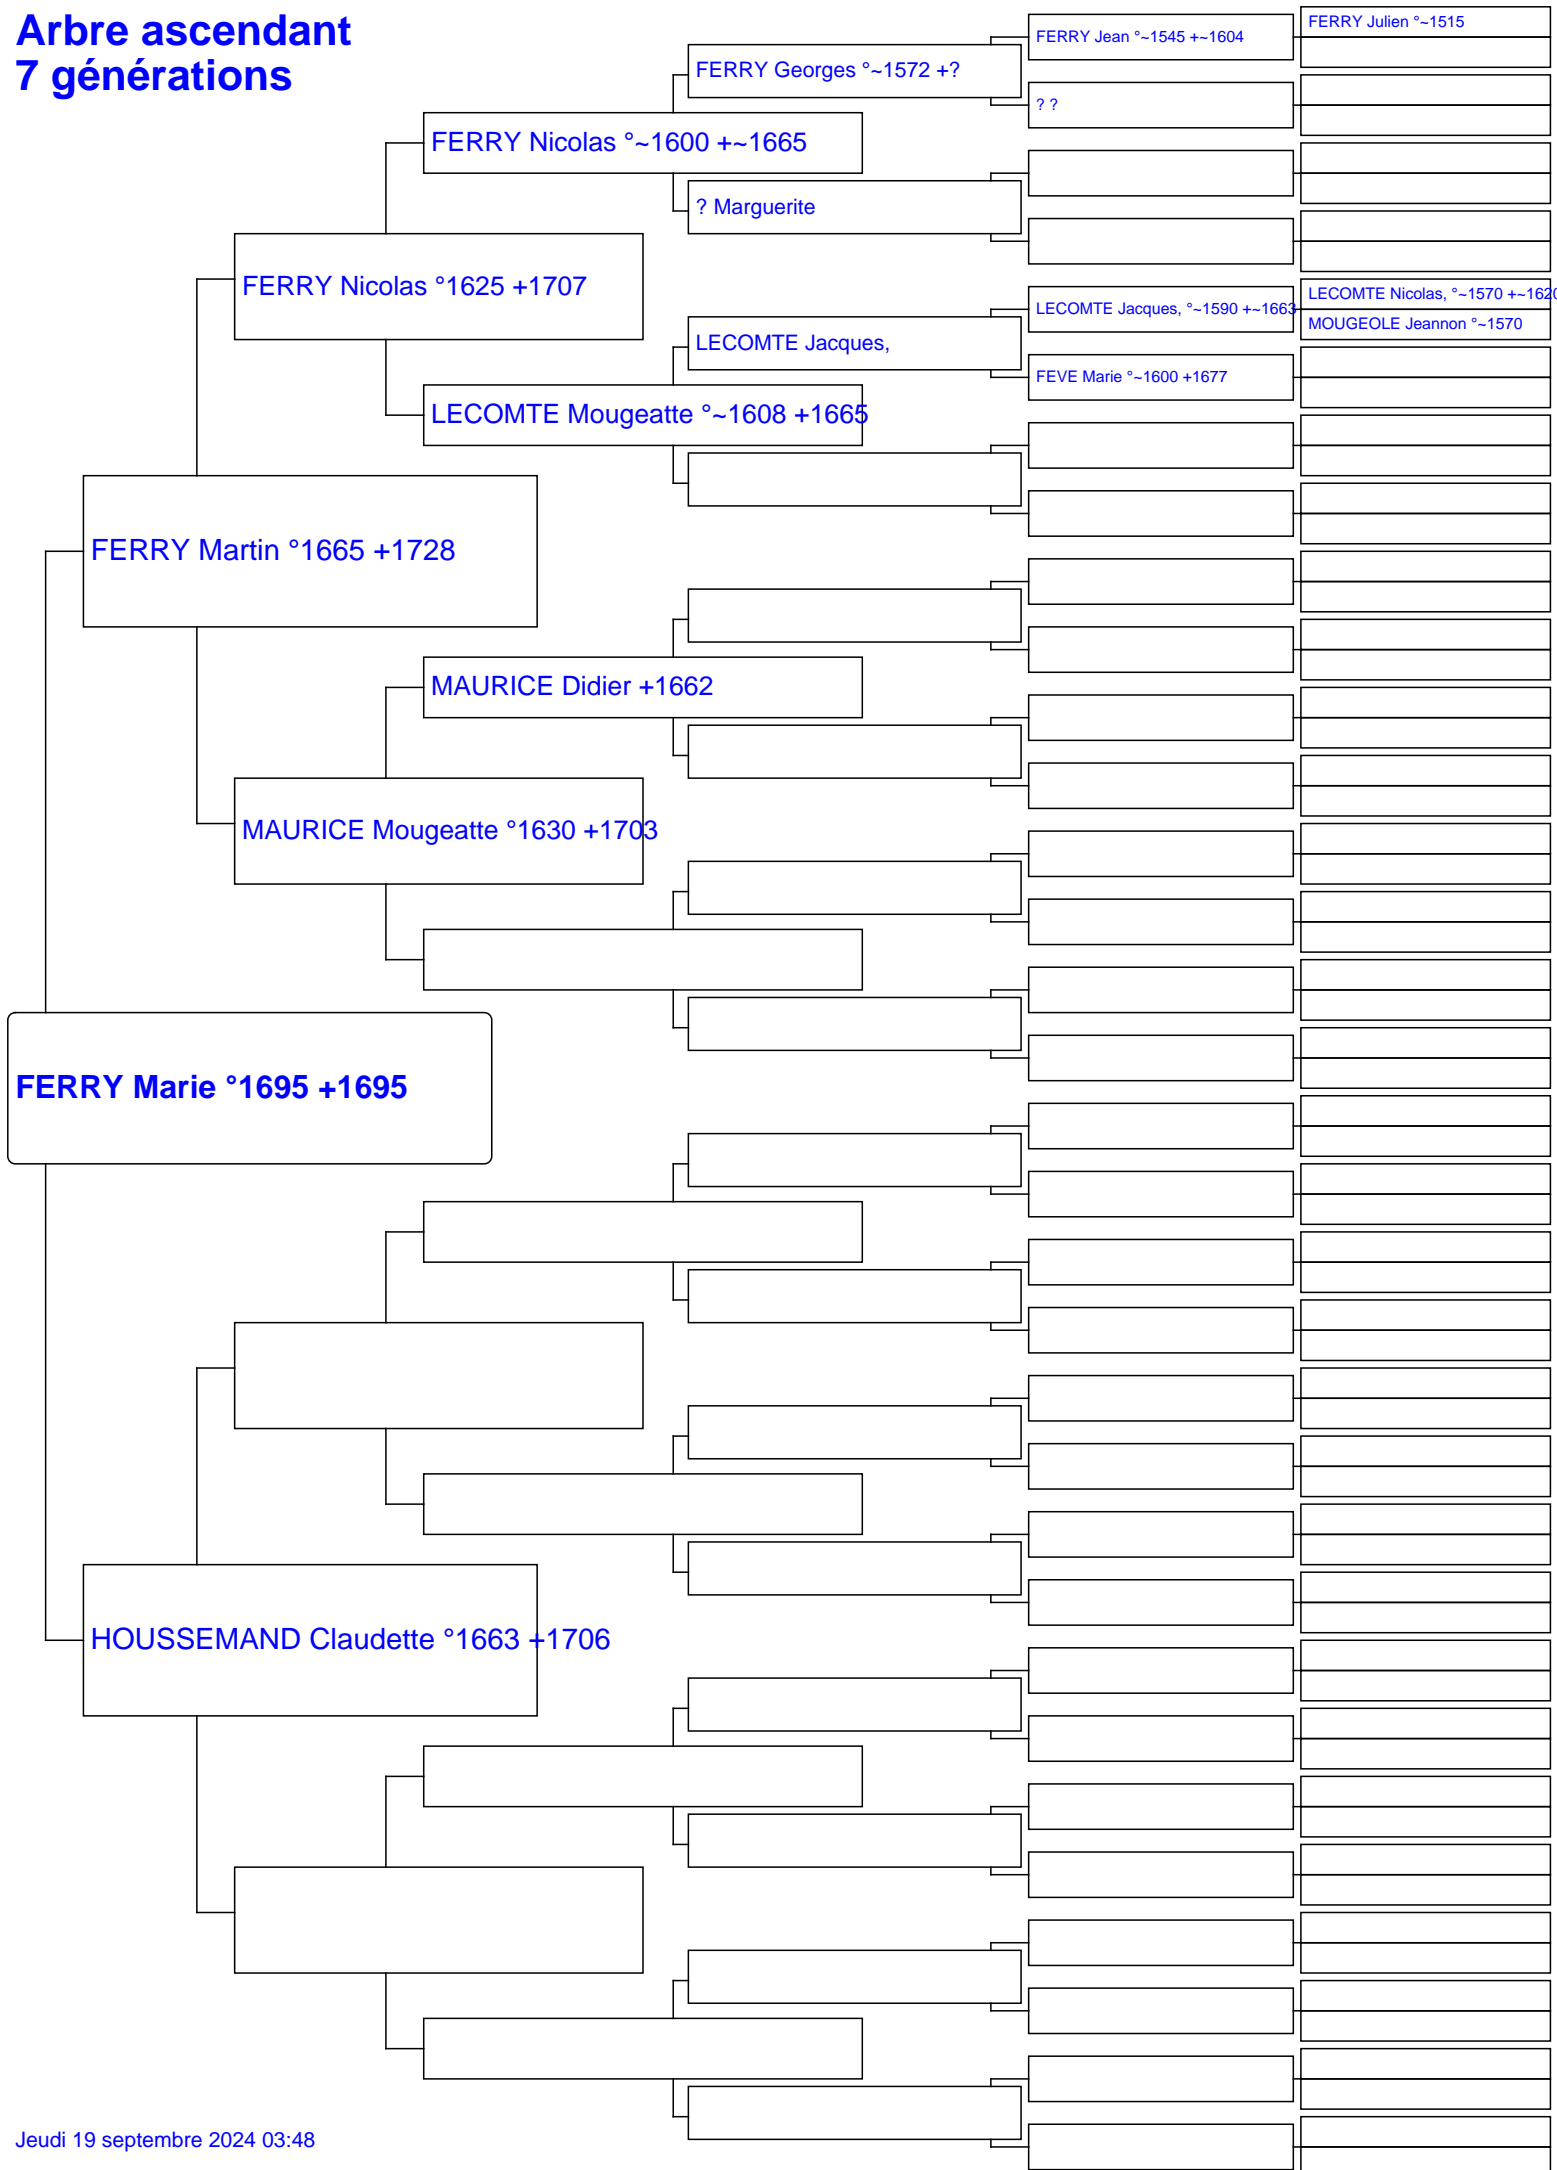 Arbre ascendant
7 générations
FERRY Julien °~1515
FERRY Jean °~1545 +~1604
FERRY Georges °~1572 +?
? ?
FERRY Nicolas °~1600 +~1665
? Marguerite
FERRY Nicolas °1625 +1707
LECOMTE Nicolas, °~1570 +~1620
LECOMTE Jacques, °~1590 +~1663
MOUGEOLE Jeannon °~1570
LECOMTE Jacques,
FEVE Marie °~1600 +1677
LECOMTE Mougeatte °~1608 +1665
FERRY Martin °1665 +1728
MAURICE Didier +1662
MAURICE Mougeatte °1630 +1703
FERRY Marie °1695 +1695
HOUSSEMAND Claudette °1663 +1706
Jeudi 19 septembre 2024 03:48